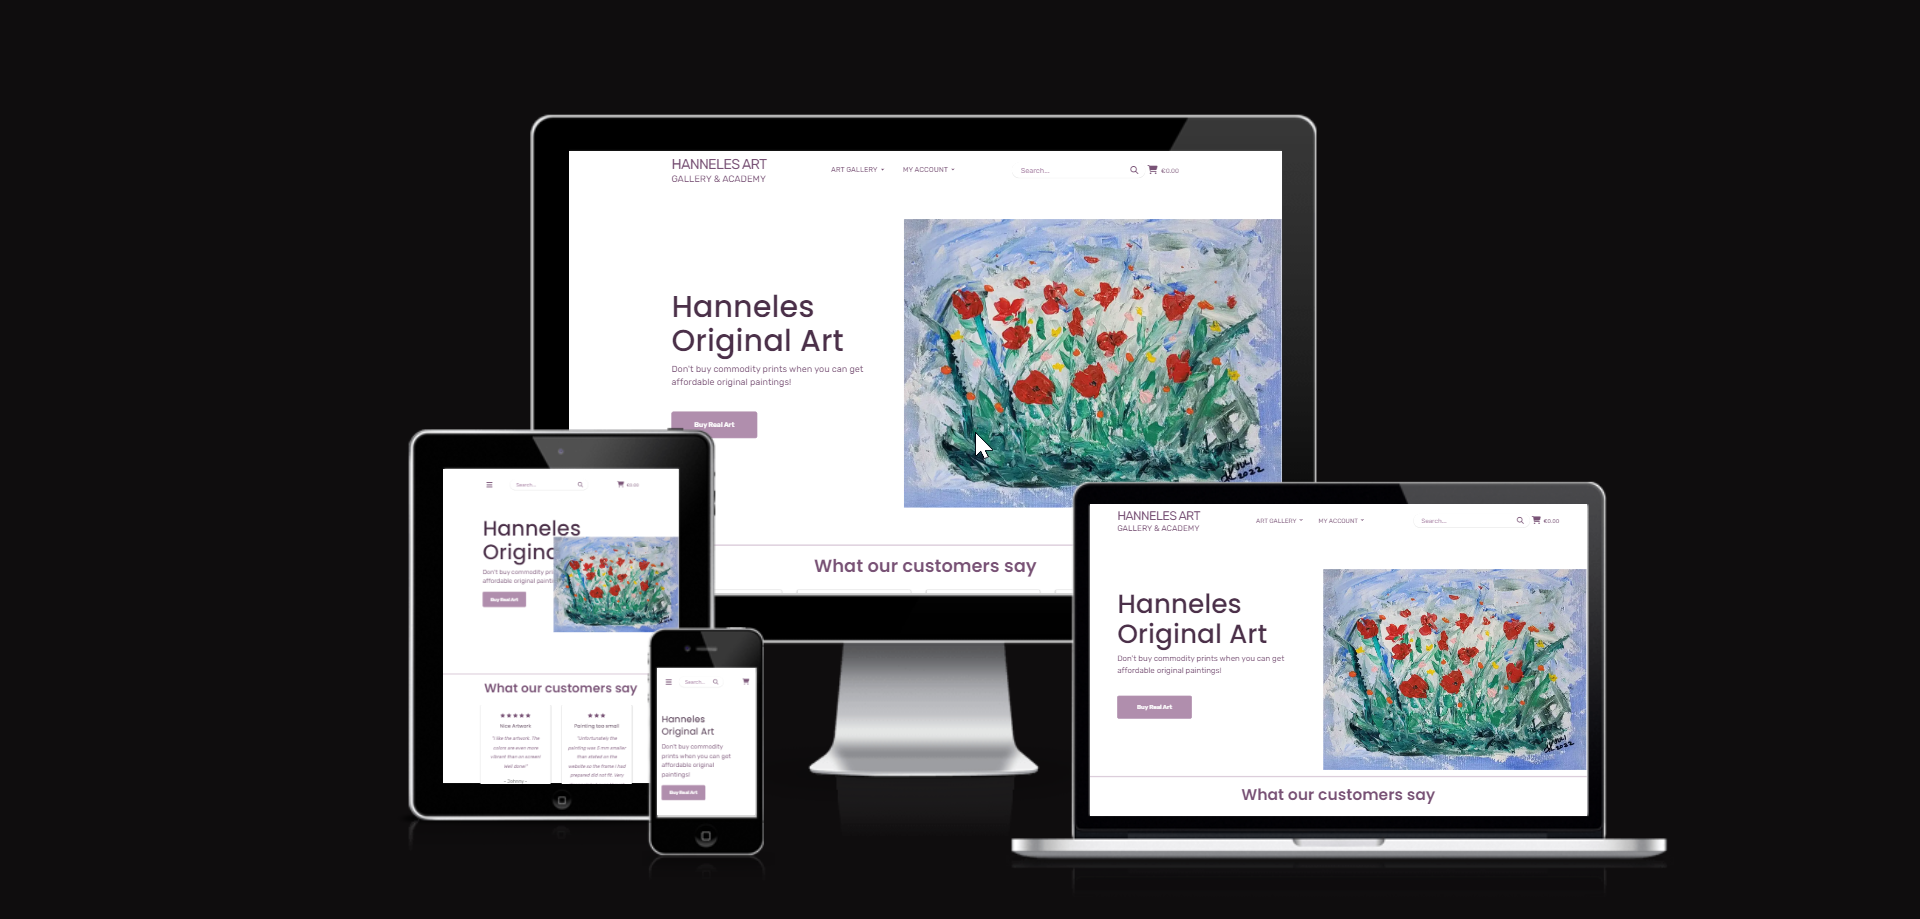 HANNELES ART
GALLERY & ACADEMY
ART GALLERY
MY ACCOUNT
Search...
€0.00
Hanneles
Original Art
Don't buy commodity prints when you can get
affordable original paintings!
Buy Real Art
2022
What our customers say
Search...
€0.00
Hanneles
Origina
Don't buy commodity pri
affordable original painti
Buy Real Art
What our customers say
Nice Artwork
"I like the artwork. The
colors are even more
vibrant than on screen!
Well done!"
- Johnny -
Painting too small
"Unfortunately the
painting was 5 mm smaller
than stated on the
website so the frame I had
prepared did not fit. Very
Search...
Hanneles
Original Art
Don't buy commodity
prints when you can get
affordable original
paintings!
Buy Real Art
HANNELES ART
GALLERY & ACADEMY
ART GALLERY
MY ACCOUNT
Search...
€0.00
Hanneles
Original Art
Don't buy commodity prints when you can get
affordable original paintings!
Buy Real Art
2022
What our customers say